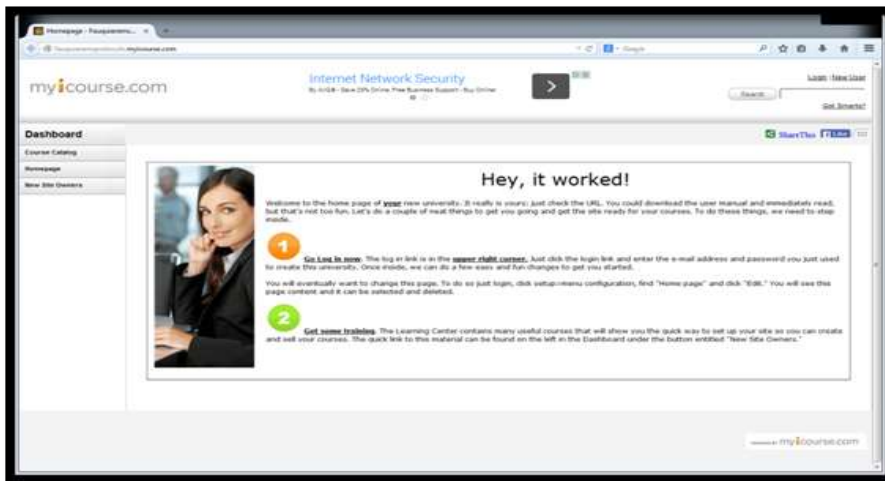 Homepage - Fauquierenu...
myicourse.com
Google
myicourse.com
Internet Network Security
Login | New User
Search
Get Smarts!
Dashboard
ShareThis
Like
Course Catalog
Homepage
New Site Owners
Hey, it worked!
Welcome to the home page of your new university. It really is yours: just check the URL. You could download the user manual and immediately read,
but that's not too fun. Let's do a couple of neat things to get you going and get the site ready for your courses. To do these things, we need to step
inside.
1
Go Log in now. The log in link is in the upper right corner. Just click the login link and enter the e-mail address and password you just used
to create this university. Once inside, we can do a few easy and fun changes to get you started.
You will eventually want to change this page. To do so just login, click setup->menu configuration, find "Home page" and click "Edit." You will see this
page content and it can be selected and deleted.
2
Get some training. The Learning Center contains many useful courses that will show you the quick way to set up your site so you can create
and sell your courses. The quick link to this material can be found on the left in the Dashboard under the button entitled "New Site Owners."
POWERED BY myicourse.com